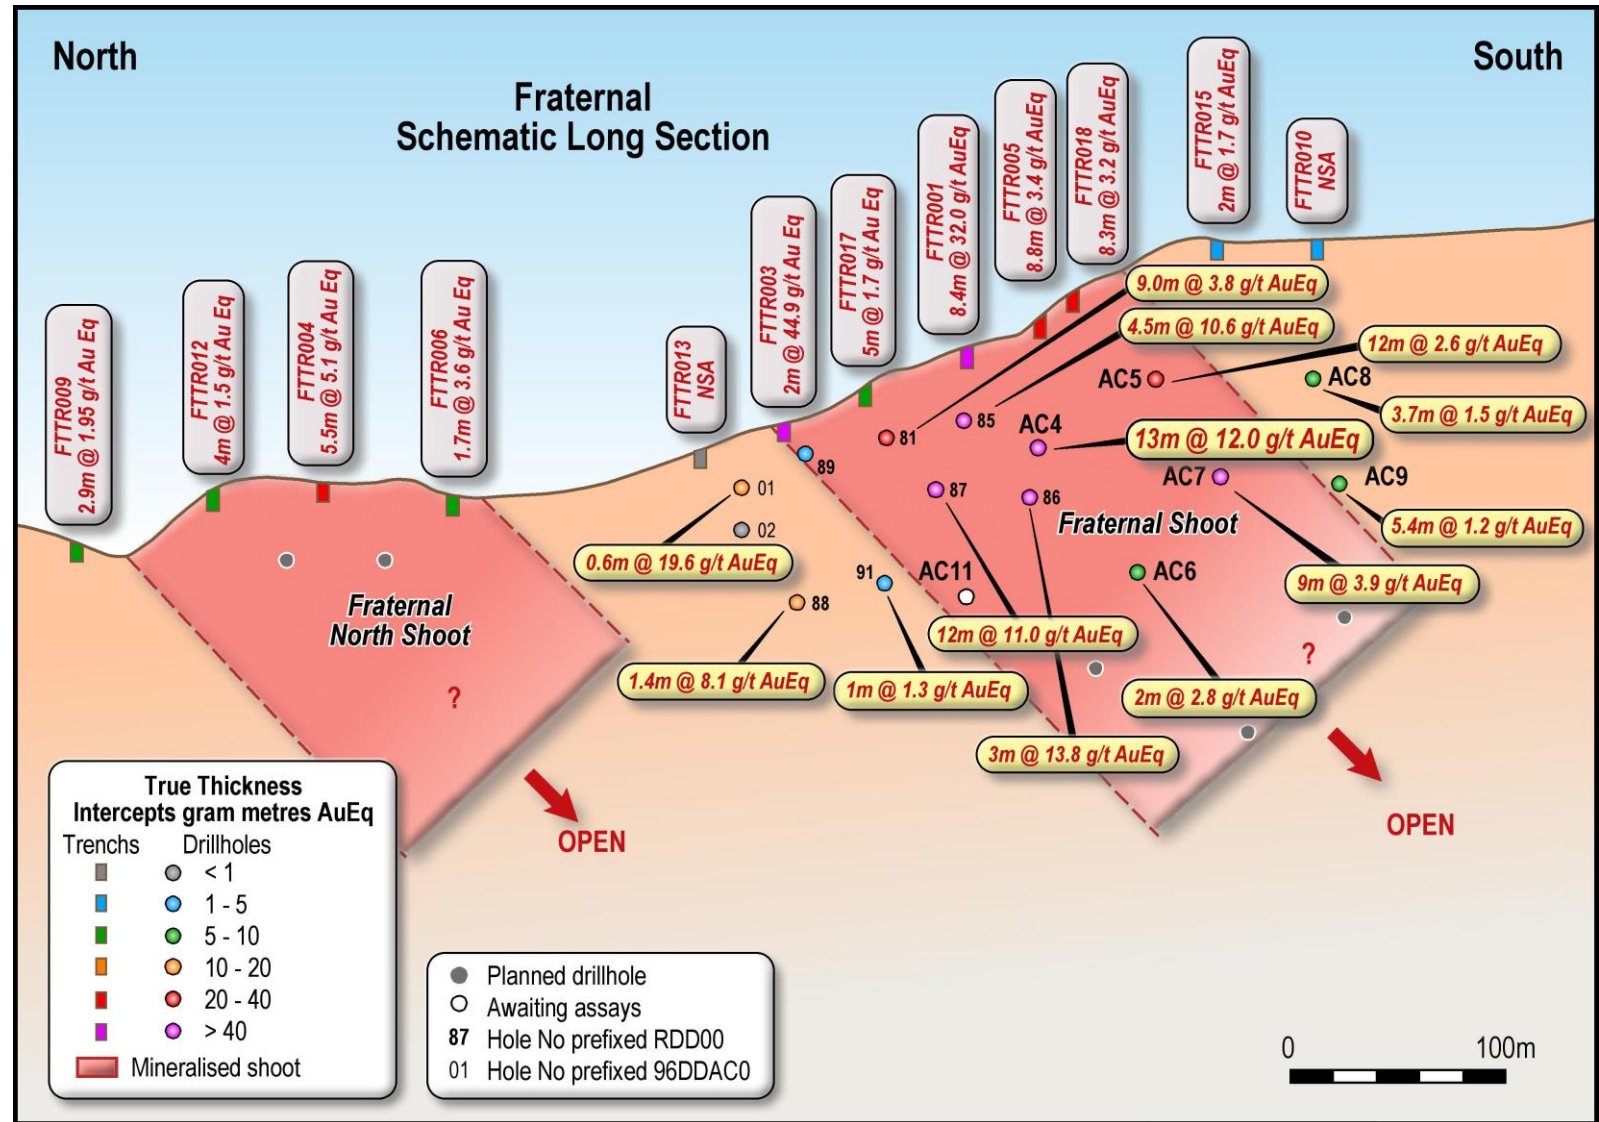 North
South
Fraternal
Schematic Long Section
FTTR009
2.9m @ 1.95 g/t Au Eq
FTTR012
4m @ 1.5 g/t Au Eq
FTTR004
5.5m @ 5.1 g/t Au Eq
FTTR006
1.7m @ 3.6 g/t Au Eq
FTTR013
NSA
FTTR003
2m @ 44.9 g/t Au Eq
FTTR017
5m @ 1.7 g/t Au Eq
FTTR001
8.4m @ 32.0 g/t AuEq
FTTR005
8.8m @ 3.4 g/t AuEq
FTTR018
8.3m @ 3.2 g/t AuEq
FTTR015
2m @ 1.7 g/t AuEq
FTTR010
NSA
9.0m @ 3.8 g/t AuEq
4.5m @ 10.6 g/t AuEq
12m @ 2.6 g/t AuEq
AC5
AC8
3.7m @ 1.5 g/t AuEq
85
81
AC4
13m @ 12.0 g/t AuEq
89
AC7
AC9
01
87
86
Fraternal Shoot
5.4m @ 1.2 g/t AuEq
02
0.6m @ 19.6 g/t AuEq
91
AC11
AC6
9m @ 3.9 g/t AuEq
88
Fraternal
North Shoot
12m @ 11.0 g/t AuEq
?
1.4m @ 8.1 g/t AuEq
1m @ 1.3 g/t AuEq
2m @ 2.8 g/t AuEq
?
3m @ 13.8 g/t AuEq
OPEN
OPEN
True Thickness
Intercepts gram metres AuEq
Trenchs Drillholes
< 1
1 - 5
5 - 10
10 - 20
20 - 40
> 40
Mineralised shoot
Planned drillhole
Awaiting assays
87 Hole No prefixed RDD00
01 Hole No prefixed 96DDAC0
0 100m